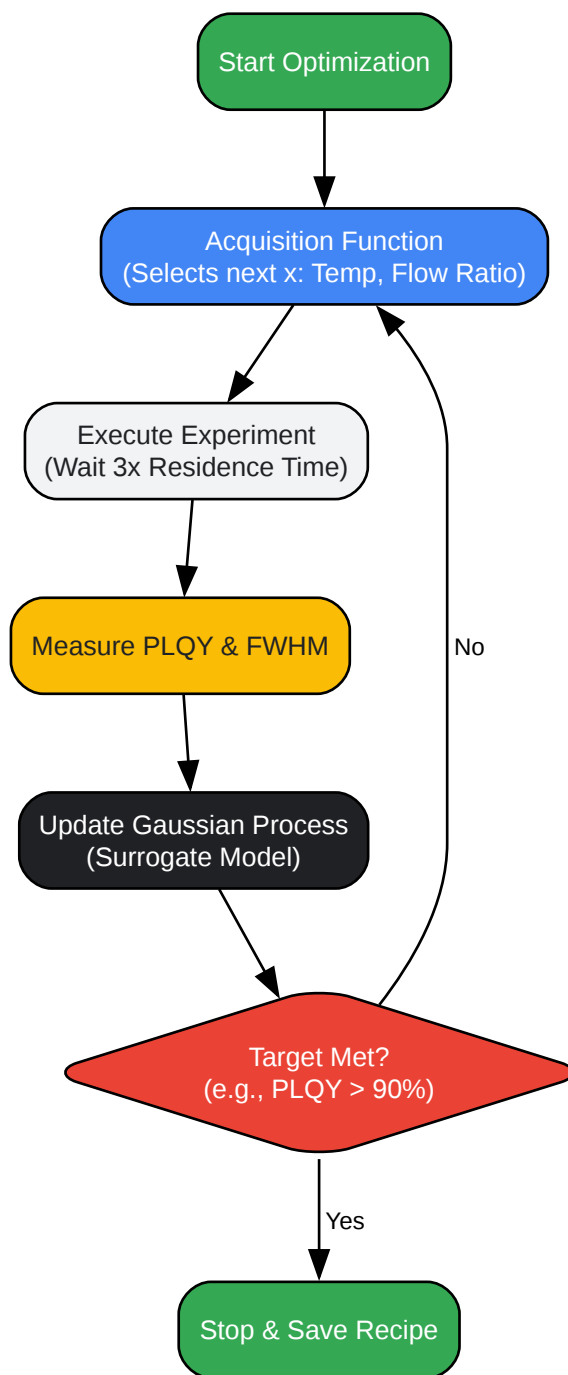 Start Optimization
Acquisition Function
(Selects next x: Temp, Flow Ratio)
Execute Experiment
(Wait 3x Residence Time)
Measure PLQY & FWHM
No
Update Gaussian Process
(Surrogate Model)
Target Met?
(e.g., PLQY > 90%)
Yes
Stop & Save Recipe